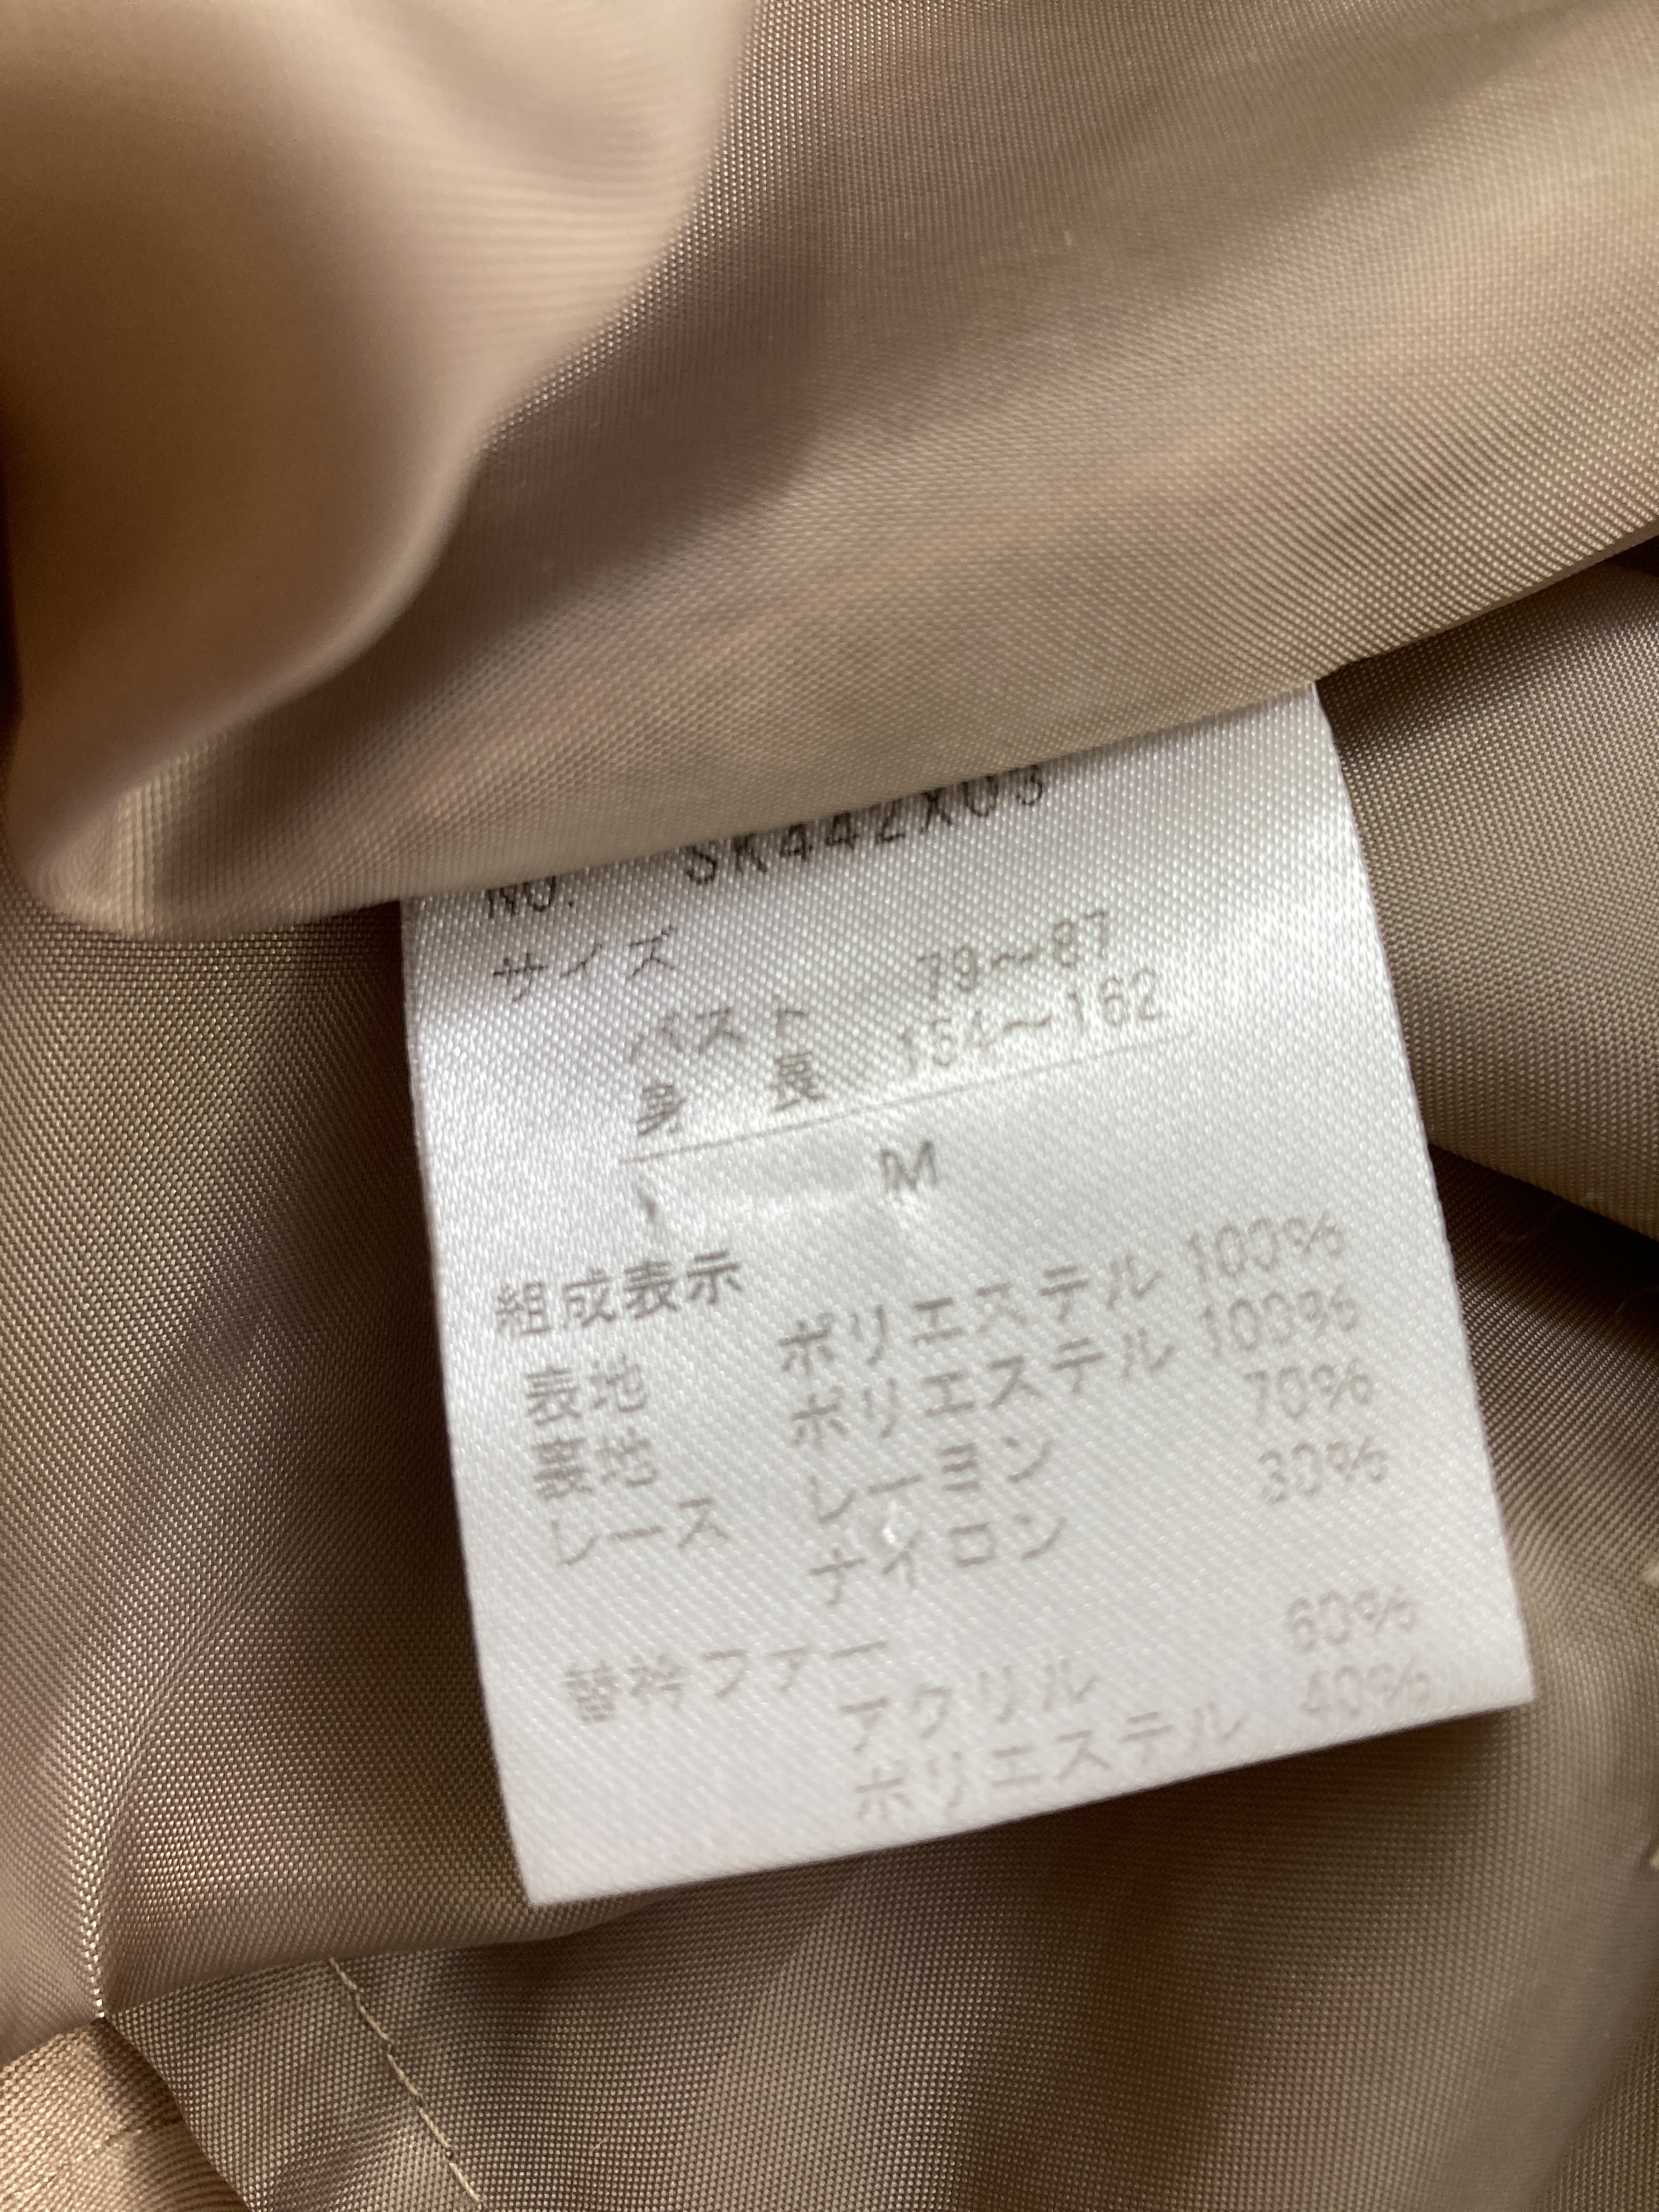 NO. SK442X03
サイズ
バスト 79〜87
身 長 154〜162
M
組成表示
表地 ポリエステル 100%
裏地 ポリエステル 100%
レース レーヨン 70%
ナイロン 30%
替衿ファー
アクリル 60%
ポリエステル 40%